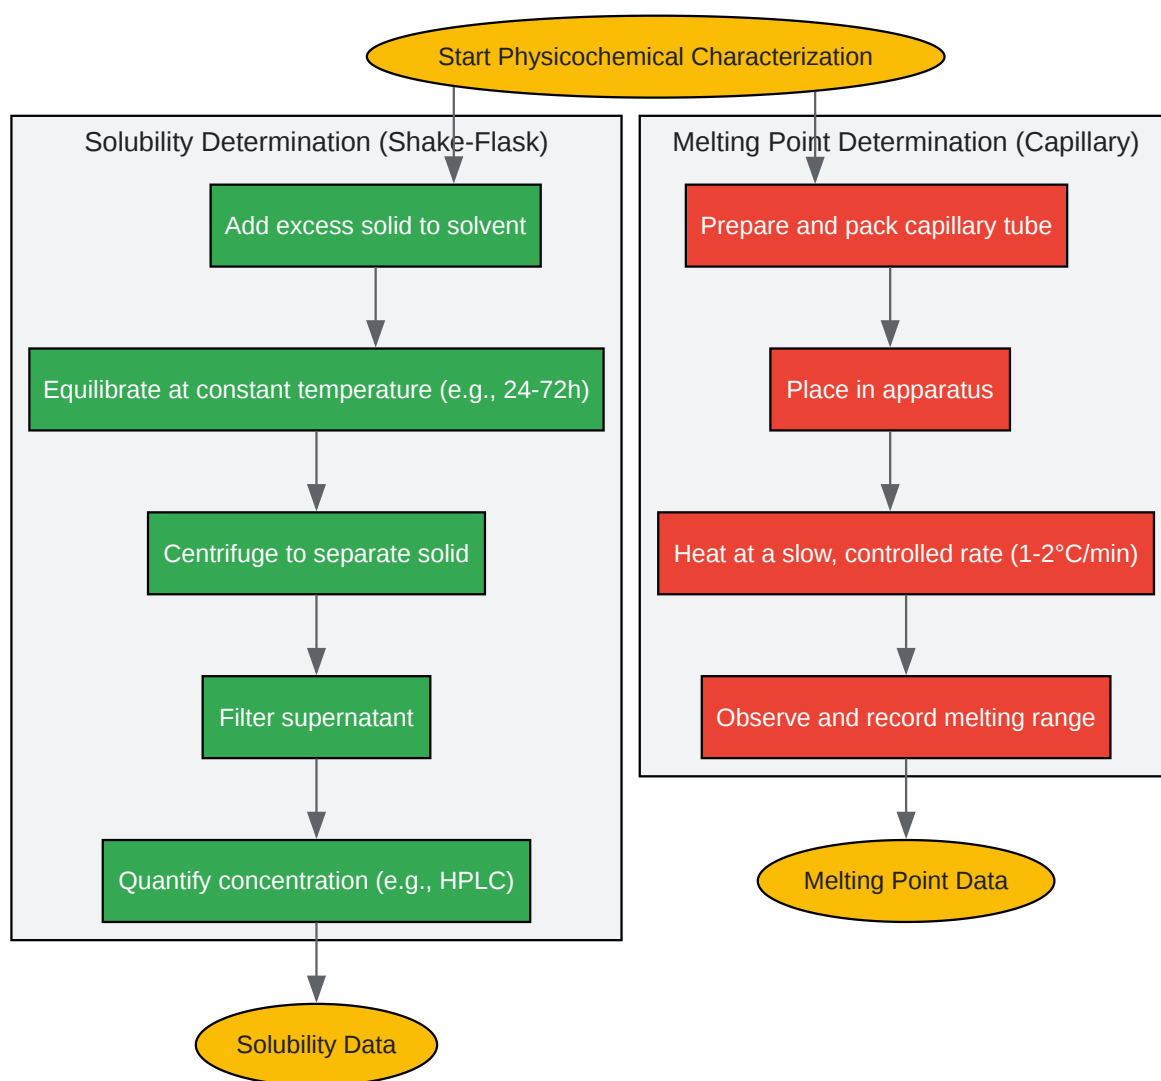 Start Physicochemical Characterization
Solubility Determination (Shake-Flask)
Add excess solid to solvent
Equilibrate at constant temperature (e.g., 24-72h)
Centrifuge to separate solid
Filter supernatant
Quantify concentration (e.g., HPLC)
Solubility Data
Melting Point Determination (Capillary)
Prepare and pack capillary tube
Place in apparatus
Heat at a slow, controlled rate (1-2°C/min)
Observe and record melting range
Melting Point Data